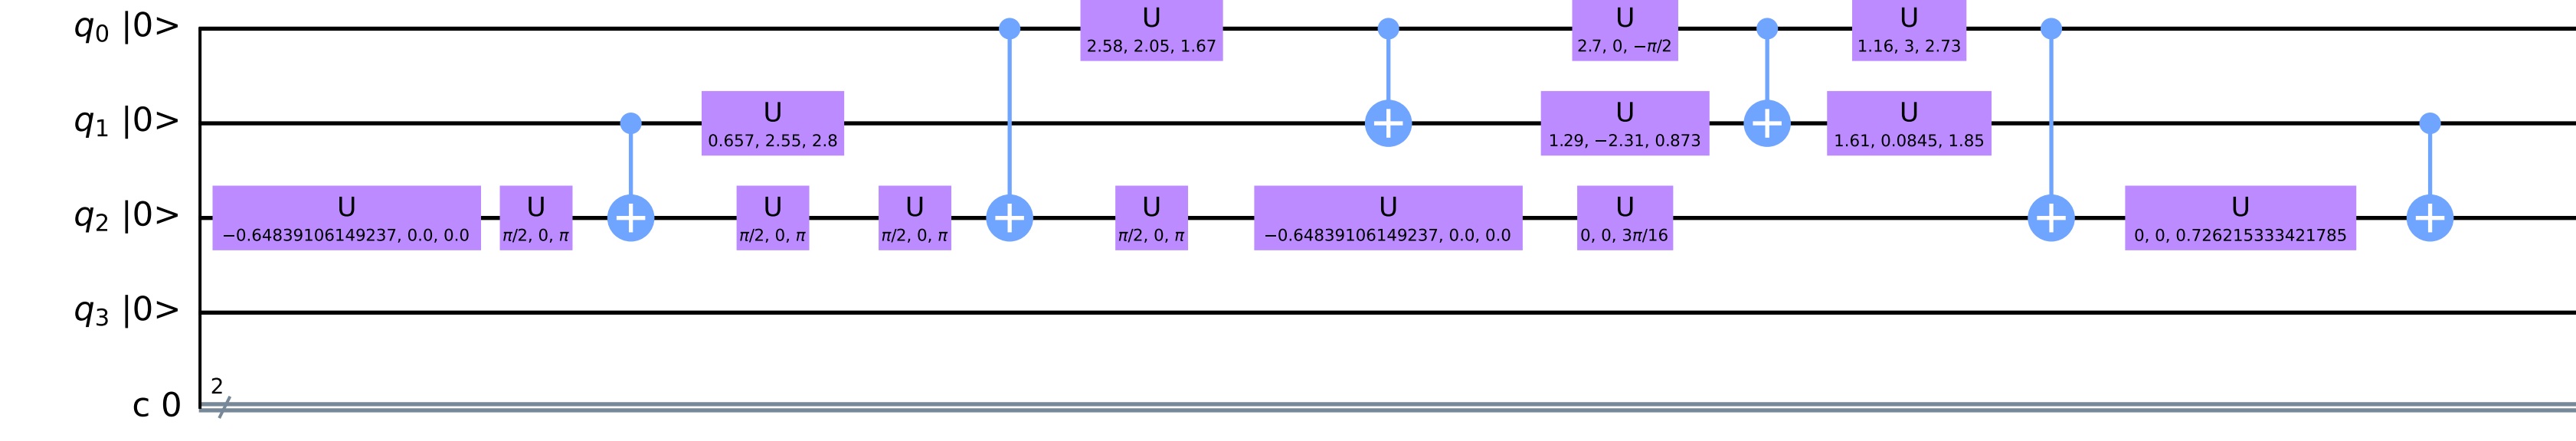 q0 |0>
U
2.58, 2.05, 1.67
U
2.7, 0, −π/2
U
1.16, 3, 2.73
q1 |0>
U
0.657, 2.55, 2.8
U
1.29, −2.31, 0.873
U
1.61, 0.0845, 1.85
q2 |0>
U
−0.64839106149237, 0.0, 0.0
U
π/2, 0, π
U
π/2, 0, π
U
π/2, 0, π
U
π/2, 0, π
U
−0.64839106149237, 0.0, 0.0
U
0, 0, 3π/16
U
0, 0, 0.726215333421785
q3 |0>
2
c 0